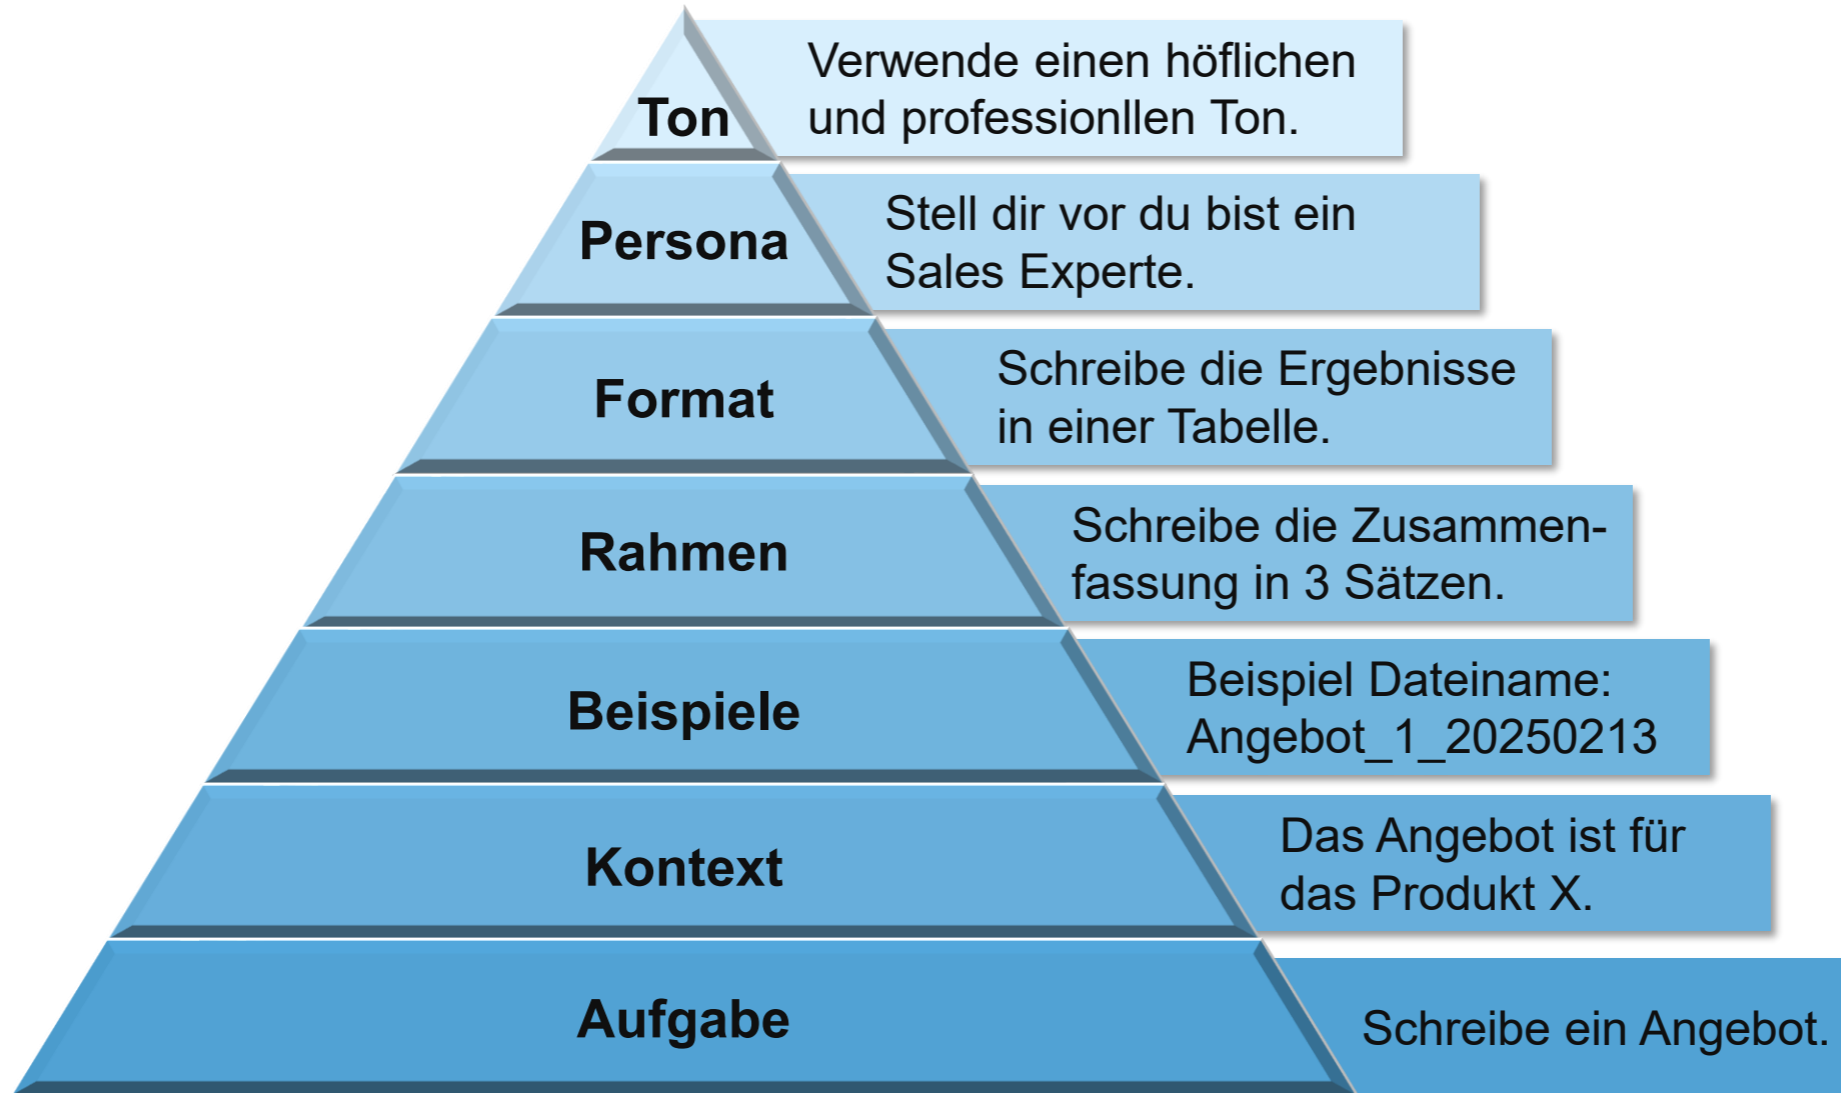 Ton
Verwende einen höflichen
und professionllen Ton.
Persona
Stell dir vor du bist ein
Sales Experte.
Format
Schreibe die Ergebnisse
in einer Tabelle.
Rahmen
Schreibe die Zusammen-
fassung in 3 Sätzen.
Beispiele
Beispiel Dateiname:
Angebot_1_20250213
Kontext
Das Angebot ist für
das Produkt X.
Aufgabe
Schreibe ein Angebot.